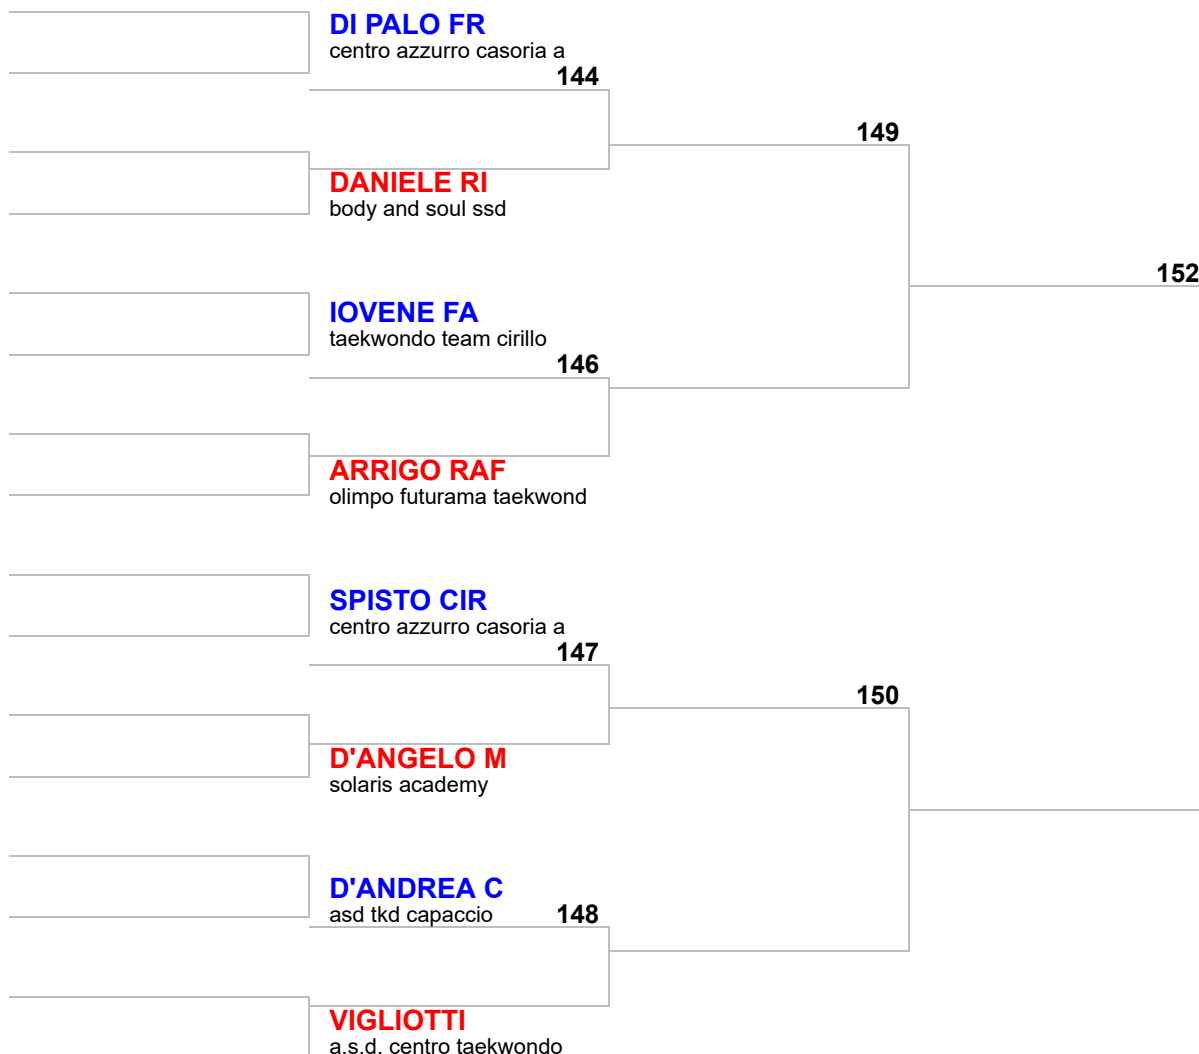 DI PALO FR
centro azzurro casoria a
144
149
DANIELE RI
body and soul ssd
152
IOVENE FA
taekwondo team cirillo
146
ARRIGO RAF
olimpo futurama taekwond
SPISTO CIR
centro azzurro casoria a
147
150
D'ANGELO M
solaris academy
D'ANDREA C
asd tkd capaccio
148
VIGLIOTTI
a.s.d. centro taekwondo